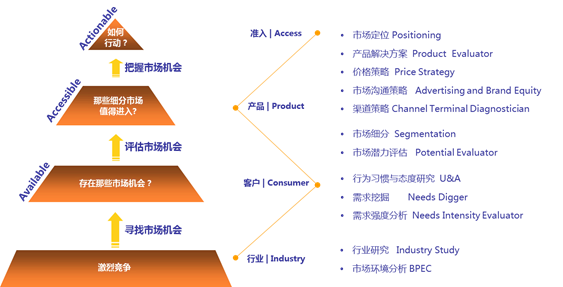 Actionable
如何
行动？
把握市场机会
Accessible
那些细分市场
值得进入?
评估市场机会
Available
存在那些市场机会？
寻找市场机会
激烈竞争
准入 | Access
产品 | Product
客户 | Consumer
行业 | Industry
• 市场定位 Positioning
• 产品解决方案 Product Evaluator
• 价格策略 Price Strategy
• 市场沟通策略 Advertising and Brand Equity
• 渠道策略 Channel Terminal Diagnostician
• 市场细分 Segmentation
• 市场潜力评估 Potential Evaluator
• 行为习惯与态度研究 U&A
• 需求挖掘 Needs Digger
• 需求强度分析 Needs Intensity Evaluator
• 行业研究 Industry Study
• 市场环境分析 BPEC